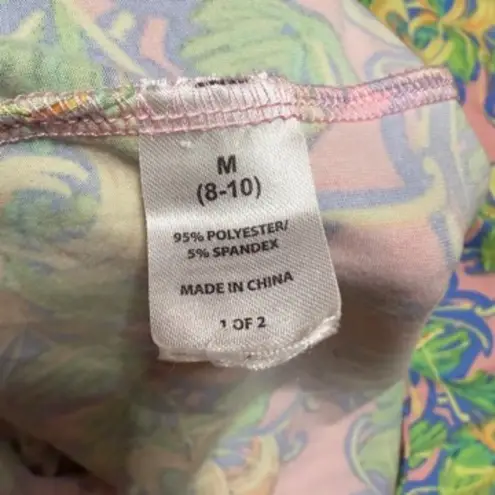 M
(8-10)
95% POLYESTER/
5% SPANDEX
MADE IN CHINA
1 OF 2